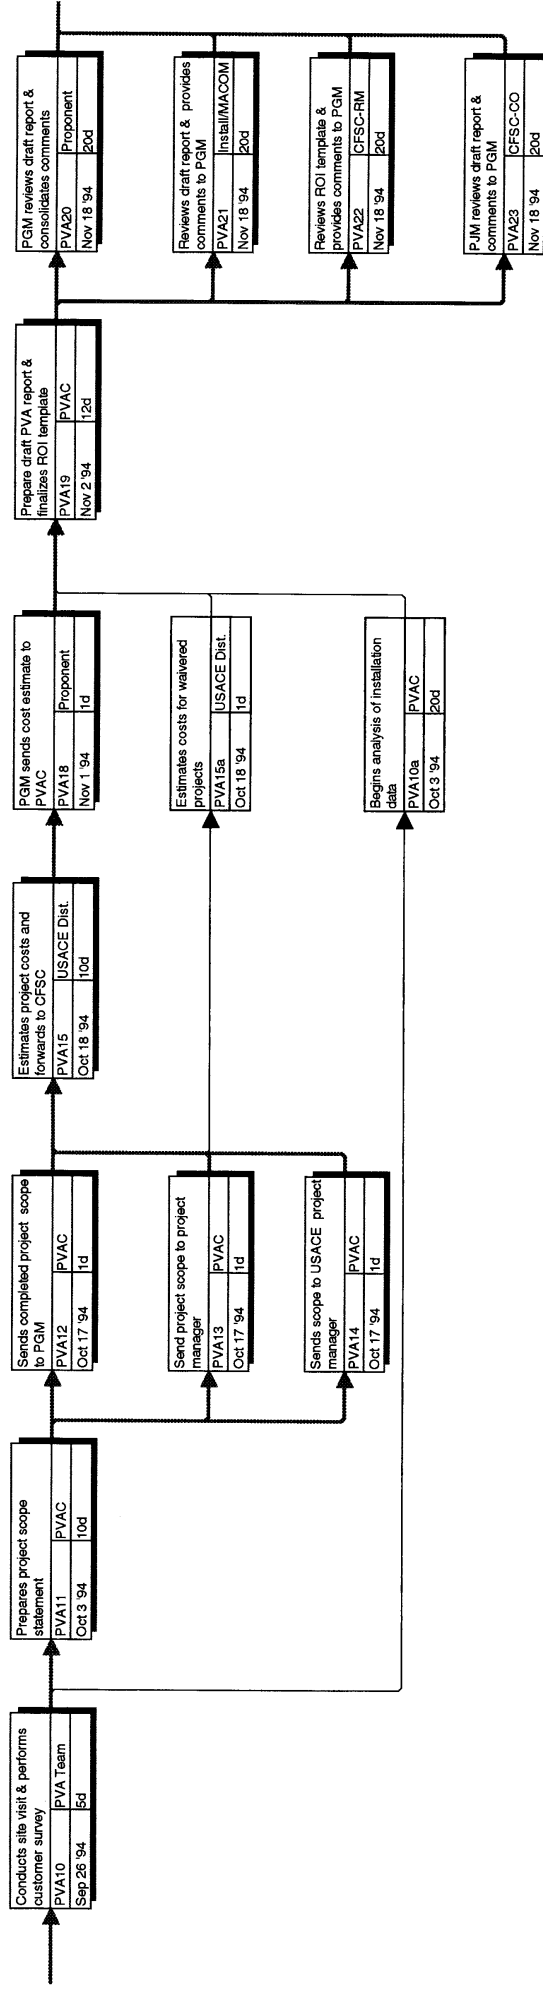 Conducts site visit & performs
customer survey
PVA10 PVA Team
Sep 26 '94 5d
Prepares project scope
statement
PVA11 PVAC
Oct 3 '94 10d
Sends completed project scope
to PGM
PVA12 PVAC
Oct 17 '94 1d
Send project scope to project
manager
PVA13 PVAC
Oct 17 '94 1d
Sends scope to USACE project
manager
PVA14 PVAC
Oct 17 '94 1d
Estimates project costs and
forwards to CFSC
PVA15 USACE Dist.
Oct 18 '94 10d
PGM sends cost estimate to
PVAC
PVA18 Proponent
Nov 1 '94 1d
Estimates costs for waivered
projects
PVA15a USACE Dist.
Oct 18 '94 1d
Begins analysis of installation
data
PVA10a PVAC
Oct 3 '94 20d
Prepare draft PVA report &
finalizes ROI template
PVA19 PVAC
Nov 2 '94 12d
PGM reviews draft report &
consolidates comments
PVA20 Proponent
Nov 18 '94 20d
Reviews draft report & provides
comments to PGM
PVA21 Install/MACOM
Nov 18 '94 20d
Reviews ROI template &
provides comments to PGM
PVA22 CFSC-RM
Nov 18 '94 20d
PJM reviews draft report &
comments to PGM
PVA23 CFSC-CO
Nov 18 '94 20d